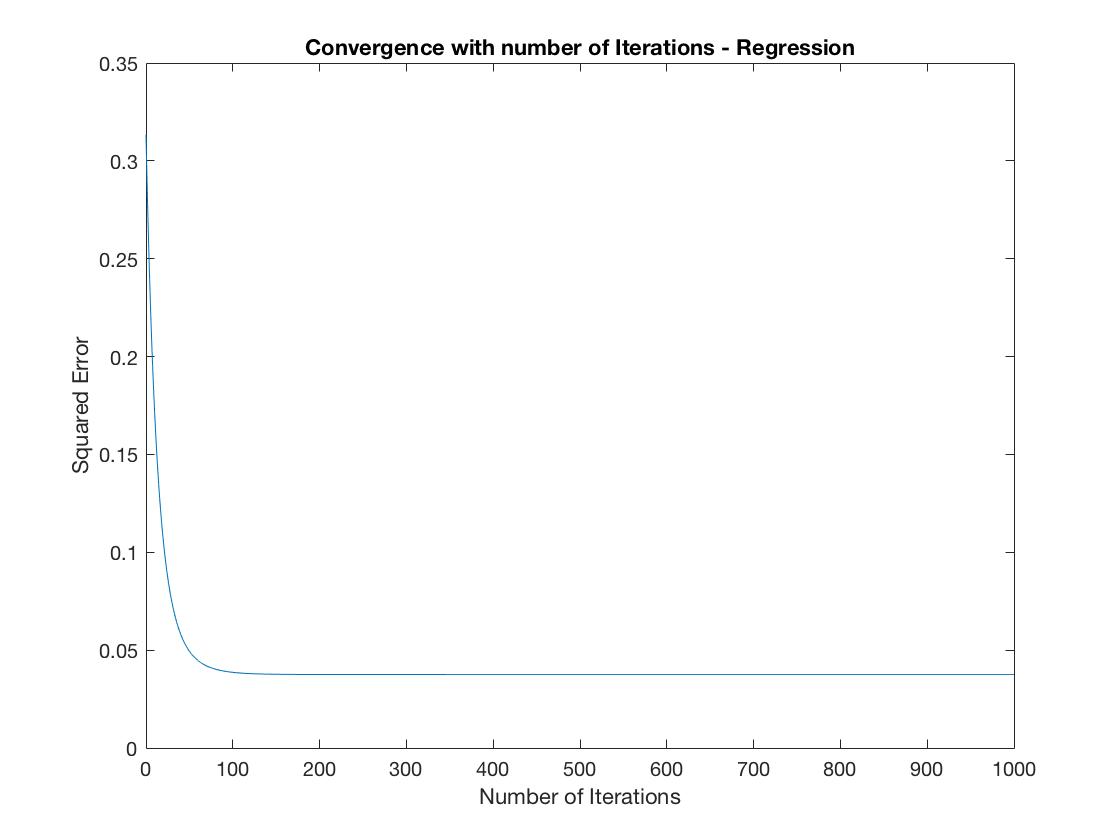 Convergence with number of Iterations - Regression
0.35
0.3
0.25
0.2
0.15
0.1
0.05
0
Squared Error
0 100 200 300 400 500 600 700 800 900 1000
Number of Iterations